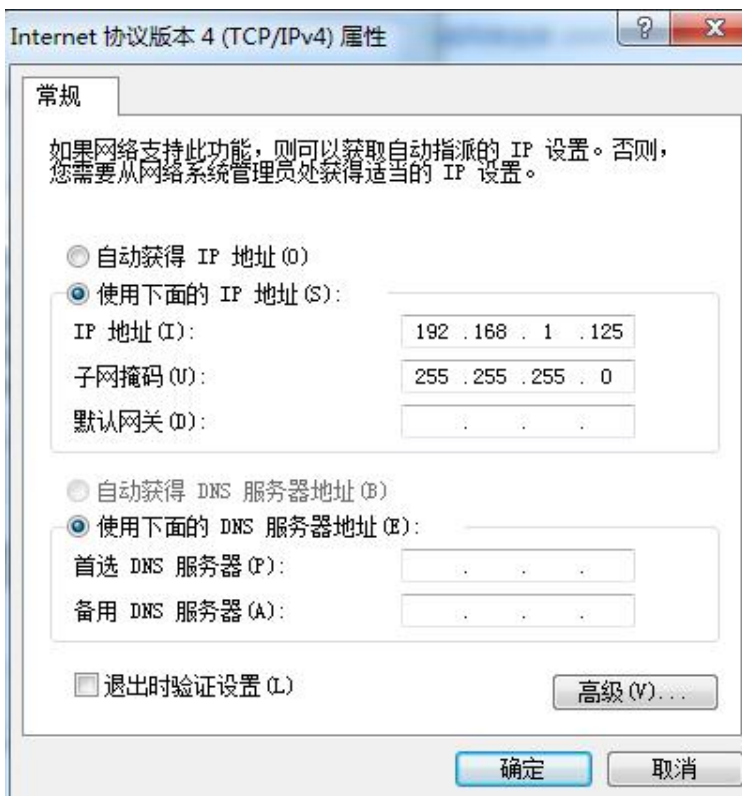 Internet 协议版本 4 (TCP/IPv4) 属性
常规
如果网络支持此功能，则可以获取自动指派的 IP 设置。否则，
您需要从网络系统管理员处获得适当的 IP 设置。
自动获得 IP 地址(O)
使用下面的 IP 地址(S):
IP 地址(I): 192 .168 . 1 .125
子网掩码(U): 255 .255 .255 . 0
默认网关(D): . . .
自动获得 DNS 服务器地址(B)
使用下面的 DNS 服务器地址(E):
首选 DNS 服务器(P): . . .
备用 DNS 服务器(A): . . .
退出时验证设置(L)
高级(V)...
确定 取消